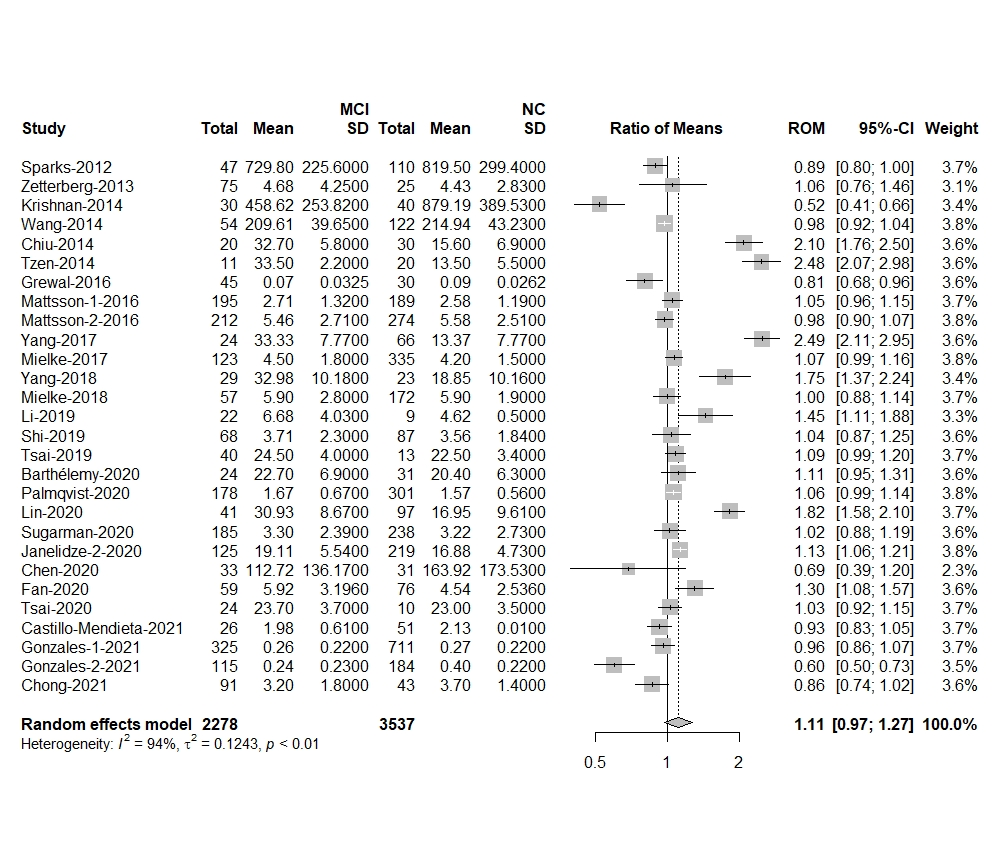 MCI NC
Study Total Mean SD Total Mean SD Ratio of Means ROM 95%-CI Weight
Sparks-2012 47 729.80 225.6000 110 819.50 299.4000 0.89 [0.80; 1.00] 3.7%
Zetterberg-2013 75 4.68 4.2500 25 4.43 2.8300 1.06 [0.76; 1.46] 3.1%
Krishnan-2014 30 458.62 253.8200 40 879.19 389.5300 0.52 [0.41; 0.66] 3.4%
Wang-2014 54 209.61 39.6500 122 214.94 43.2300 0.98 [0.92; 1.04] 3.8%
Chiu-2014 20 32.70 5.8000 30 15.60 6.9000 2.10 [1.76; 2.50] 3.6%
Tzen-2014 11 33.50 2.2000 20 13.50 5.5000 2.48 [2.07; 2.98] 3.6%
Grewal-2016 45 0.07 0.0325 30 0.09 0.0262 0.81 [0.68; 0.96] 3.6%
Mattsson-1-2016 195 2.71 1.3200 189 2.58 1.1900 1.05 [0.96; 1.15] 3.7%
Mattsson-2-2016 212 5.46 2.7100 274 5.58 2.5100 0.98 [0.90; 1.07] 3.8%
Yang-2017 24 33.33 7.7700 66 13.37 7.7700 2.49 [2.11; 2.95] 3.6%
Mielke-2017 123 4.50 1.8000 335 4.20 1.5000 1.07 [0.99; 1.16] 3.8%
Yang-2018 29 32.98 10.1800 23 18.85 10.1600 1.75 [1.37; 2.24] 3.4%
Mielke-2018 57 5.90 2.8000 172 5.90 1.9000 1.00 [0.88; 1.14] 3.7%
Li-2019 22 6.68 4.0300 9 4.62 0.5000 1.45 [1.11; 1.88] 3.3%
Shi-2019 68 3.71 2.3000 87 3.56 1.8400 1.04 [0.87; 1.25] 3.6%
Tsai-2019 40 24.50 4.0000 13 22.50 3.4000 1.09 [0.99; 1.20] 3.7%
Barthélemy-2020 24 22.70 6.9000 31 20.40 6.3000 1.11 [0.95; 1.31] 3.6%
Palmqvist-2020 178 1.67 0.6700 301 1.57 0.5600 1.06 [0.99; 1.14] 3.8%
Lin-2020 41 30.93 8.6700 97 16.95 9.6100 1.82 [1.58; 2.10] 3.7%
Sugarman-2020 185 3.30 2.3900 238 3.22 2.7300 1.02 [0.88; 1.19] 3.6%
Janelidze-2-2020 125 19.11 5.5400 219 16.88 4.7300 1.13 [1.06; 1.21] 3.8%
Chen-2020 33 112.72 136.1700 31 163.92 173.5300 0.69 [0.39; 1.20] 2.3%
Fan-2020 59 5.92 3.1960 76 4.54 2.5360 1.30 [1.08; 1.57] 3.6%
Tsai-2020 24 23.70 3.7000 10 23.00 3.5000 1.03 [0.92; 1.15] 3.7%
Castillo-Mendieta-2021 26 1.98 0.6100 51 2.13 0.0100 0.93 [0.83; 1.05] 3.7%
Gonzales-1-2021 325 0.26 0.2200 711 0.27 0.2200 0.96 [0.86; 1.07] 3.7%
Gonzales-2-2021 115 0.24 0.2300 184 0.40 0.2200 0.60 [0.50; 0.73] 3.5%
Chong-2021 91 3.20 1.8000 43 3.70 1.4000 0.86 [0.74; 1.02] 3.6%
Random effects model 2278 3537 1.11 [0.97; 1.27] 100.0%
Heterogeneity: I² = 94%, τ² = 0.1243, p < 0.01
0.5 1 2